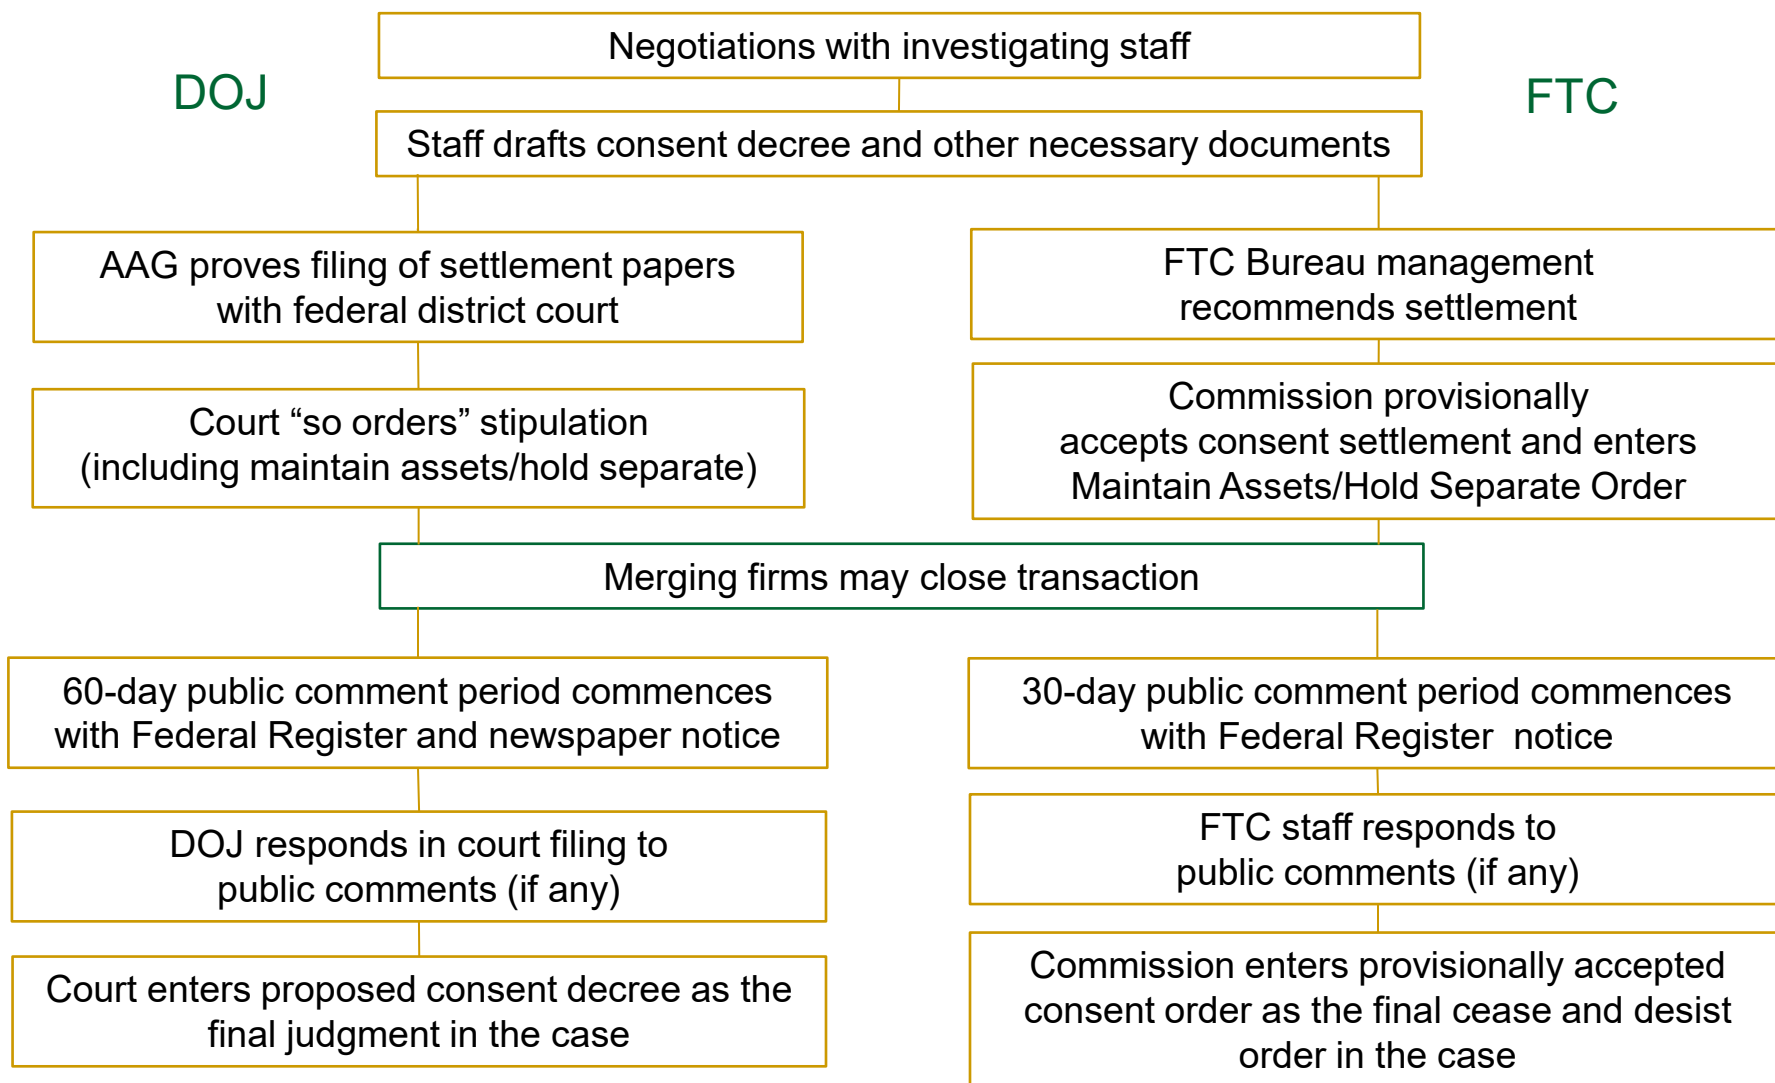 Negotiations with investigating staff
DOJ
FTC
Staff drafts consent decree and other necessary documents
AAG proves filing of settlement papers
with federal district court
FTC Bureau management
recommends settlement
Court “so orders” stipulation
(including maintain assets/hold separate)
Commission provisionally
accepts consent settlement and enters
Maintain Assets/Hold Separate Order
Merging firms may close transaction
60-day public comment period commences
with Federal Register and newspaper notice
30-day public comment period commences
with Federal Register notice
DOJ responds in court filing to
public comments (if any)
FTC staff responds to
public comments (if any)
Court enters proposed consent decree as the
final judgment in the case
Commission enters provisionally accepted
consent order as the final cease and desist
order in the case